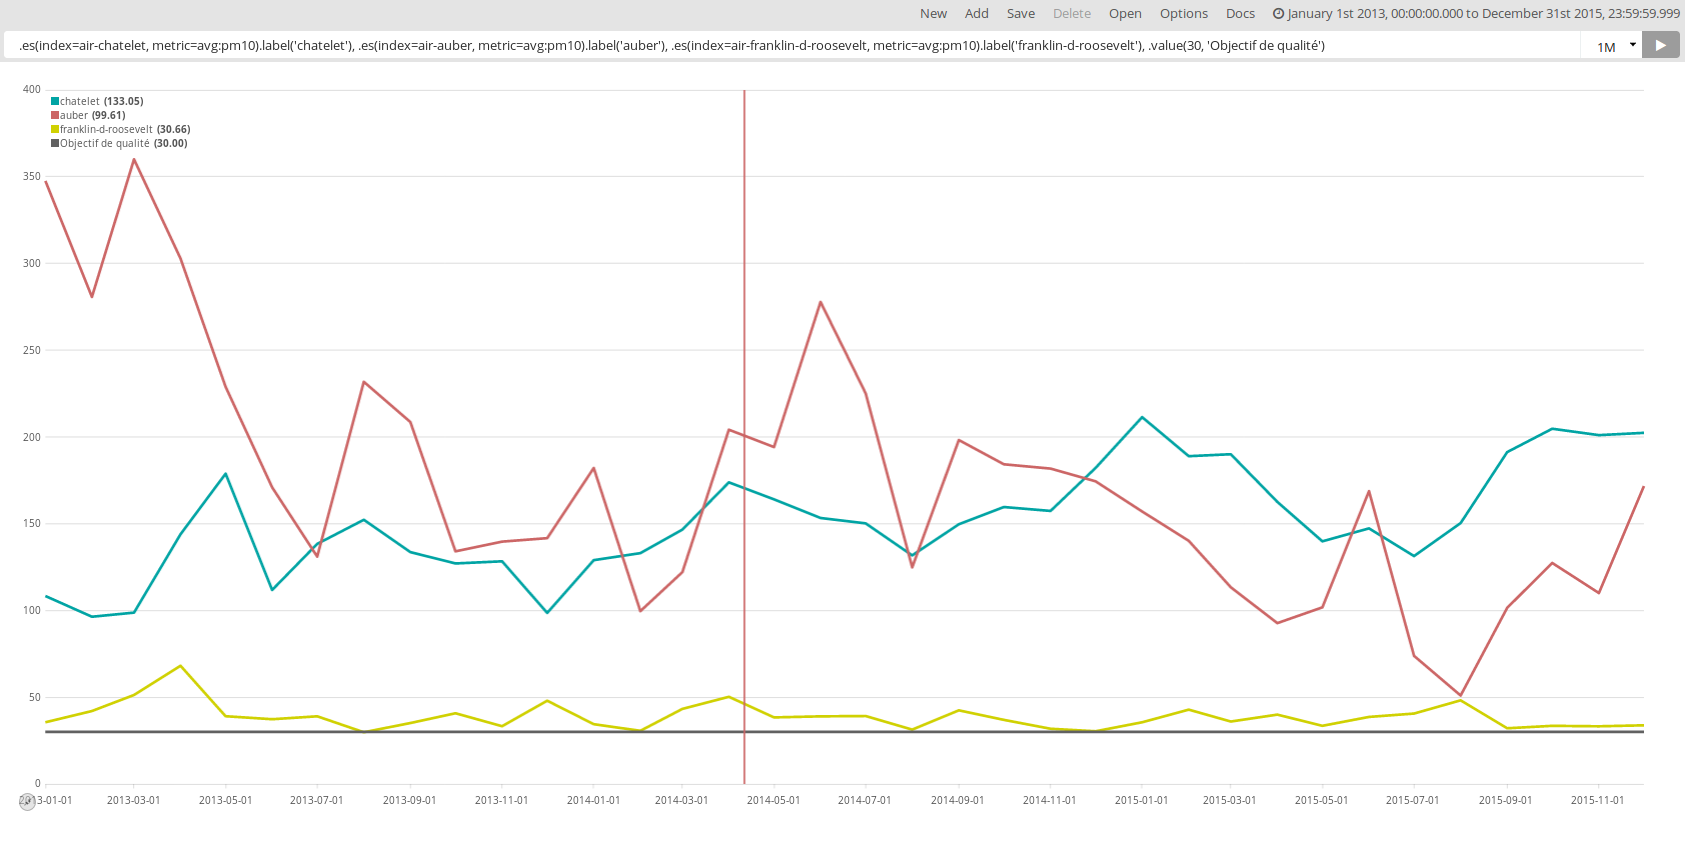 New Add Save Delete Open Options Docs January 1st 2013, 00:00:00.000 to December 31st 2015, 23:59:59.999
.es(index=air-chatelet, metric=avg:pm10).label('chatelet'), .es(index=air-auber, metric=avg:pm10).label('auber'), .es(index=air-franklin-d-roosevelt, metric=avg:pm10).label('franklin-d-roosevelt'), .value(30, 'Objectif de qualité') 1M
400
chatelet (133.05)
auber (99.61)
franklin-d-roosevelt (30.66)
Objectif de qualité (30.00)
350
300
250
200
150
100
50
0
2013-01-01 2013-03-01 2013-05-01 2013-07-01 2013-09-01 2013-11-01 2014-01-01 2014-03-01 2014-05-01 2014-07-01 2014-09-01 2014-11-01 2015-01-01 2015-03-01 2015-05-01 2015-07-01 2015-09-01 2015-11-01